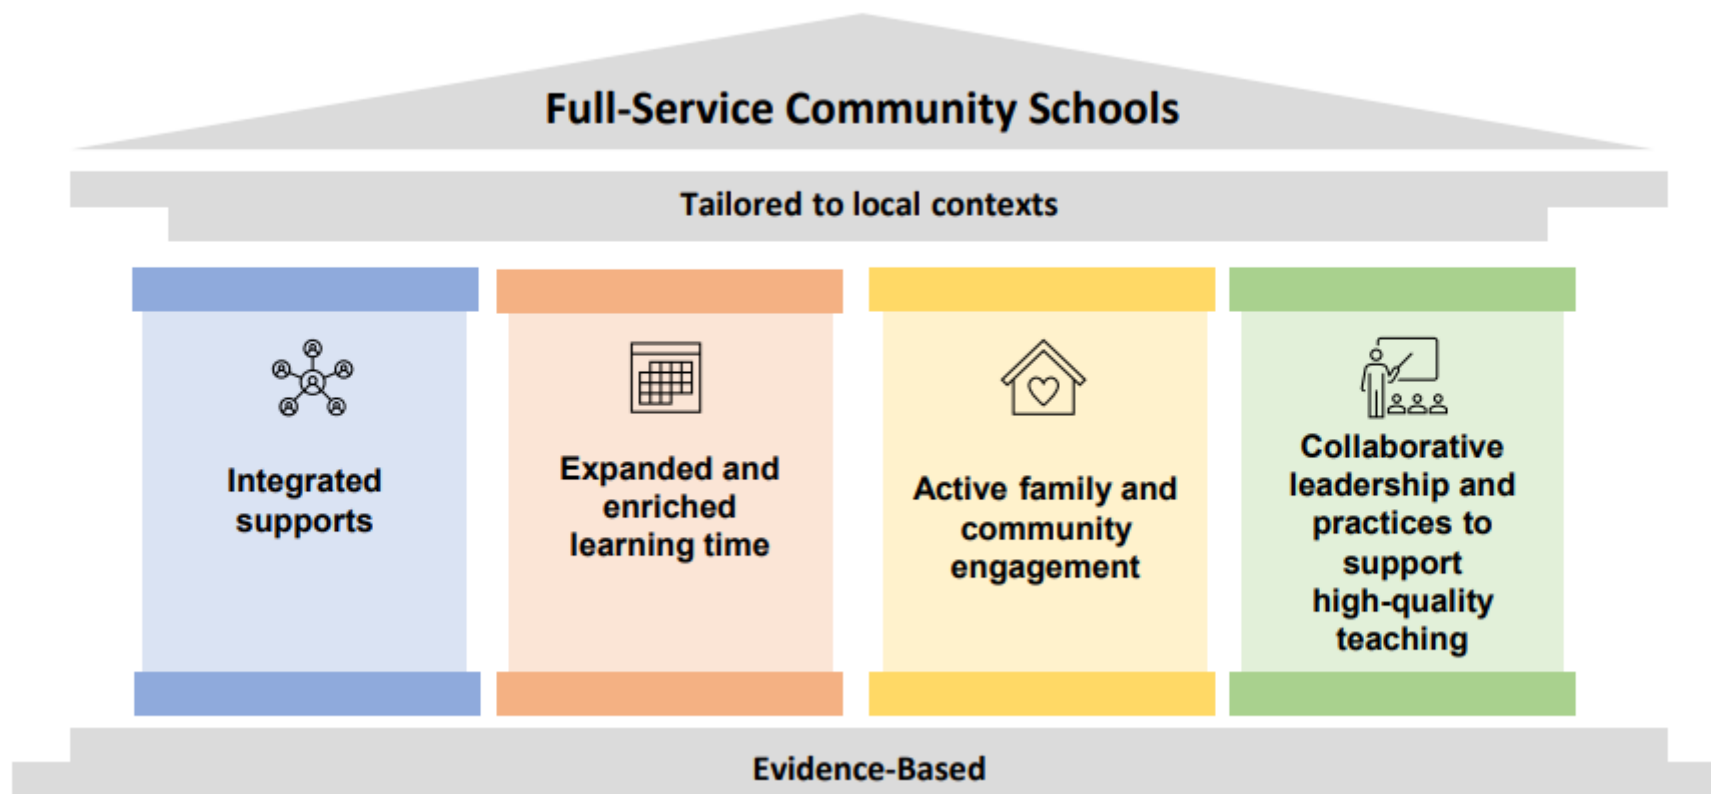 Full-Service Community Schools
Tailored to local contexts
Integrated
supports
Expanded and
enriched
learning time
Active family and
community
engagement
Collaborative
leadership and
practices to
support
high-quality
teaching
Evidence-Based